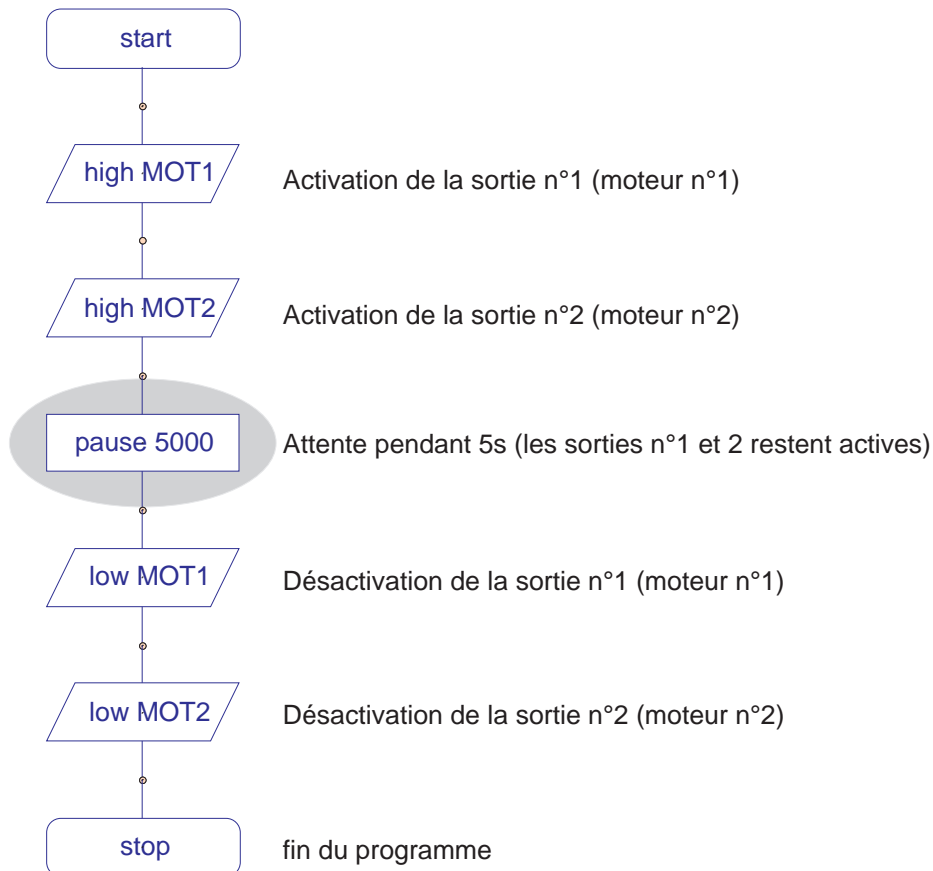 start
high MOT1
Activation de la sortie n°1 (moteur n°1)
high MOT2
Activation de la sortie n°2 (moteur n°2)
pause 5000
Attente pendant 5s (les sorties n°1 et 2 restent actives)
low MOT1
Désactivation de la sortie n°1 (moteur n°1)
low MOT2
Désactivation de la sortie n°2 (moteur n°2)
stop
fin du programme